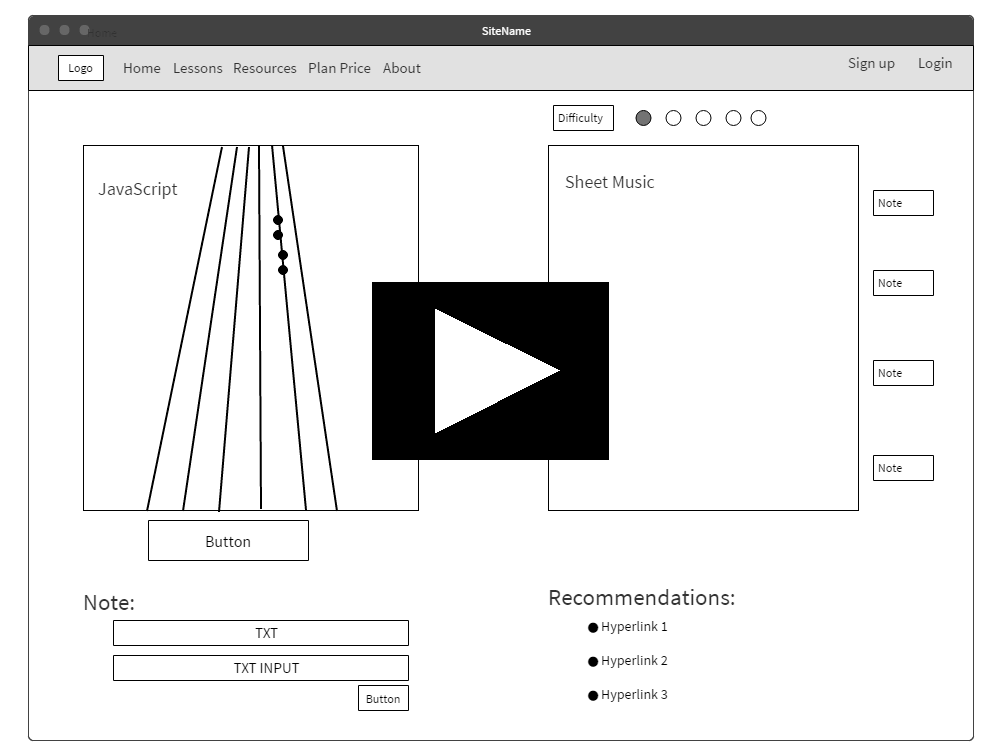 SiteName
Home
Logo Home Lessons Resources Plan Price About Sign up Login
Difficulty
JavaScript
Sheet Music
Note
Note
Note
Note
Button
Note:
TXT
TXT INPUT
Button
Recommendations:
Hyperlink 1
Hyperlink 2
Hyperlink 3